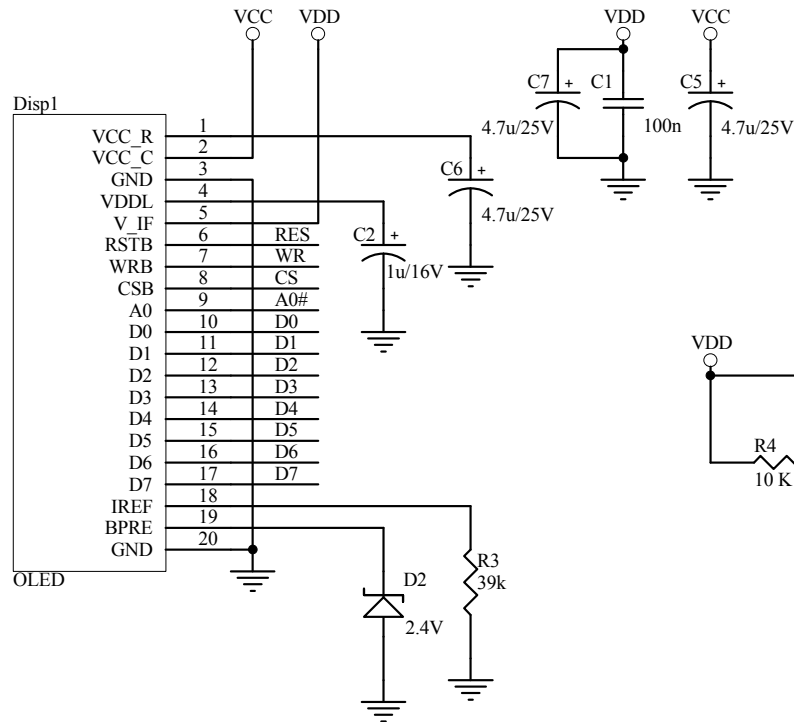 VCC VDD VDD VCC
Disp1
VCC_R 1
VCC_C 2
GND 3
VDDL 4
V_IF 5
RSTB 6 RES
WRB 7 WR
CSB 8 CS
A0 9 A0#
D0 10 D0
D1 11 D1
D2 12 D2
D3 13 D3
D4 14 D4
D5 15 D5
D6 16 D6
D7 17 D7
IREF 18
BPRE 19
GND 20
OLED
C7 +
4.7u/25V
C1
100n
C5 +
4.7u/25V
C6 +
4.7u/25V
C2 +
1u/16V
VDD
R4
10 K
D2
2.4V
R3
39k